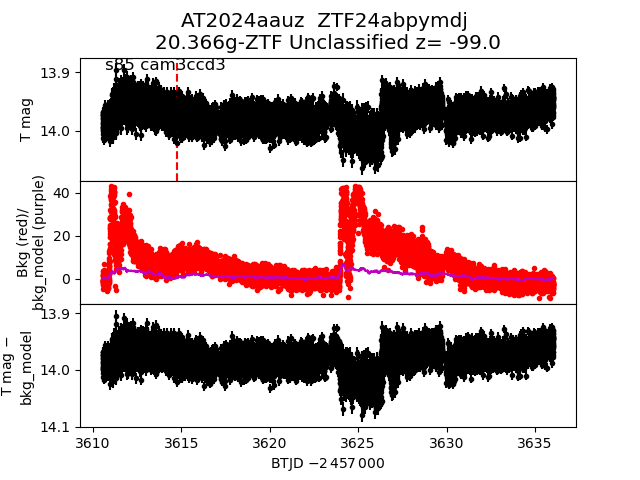 AT2024aauz  ZTF24abpymdj
20.366g-ZTF Unclassified z= -99.0
s85 cam3ccd3
13.9
14.0
T mag
40
20
0
Bkg (red)/
bkg_model (purple)
13.9
14.0
14.1
T mag −
bkg_model
3610
3615
3620
3625
3630
3635
BTJD −2 457 000